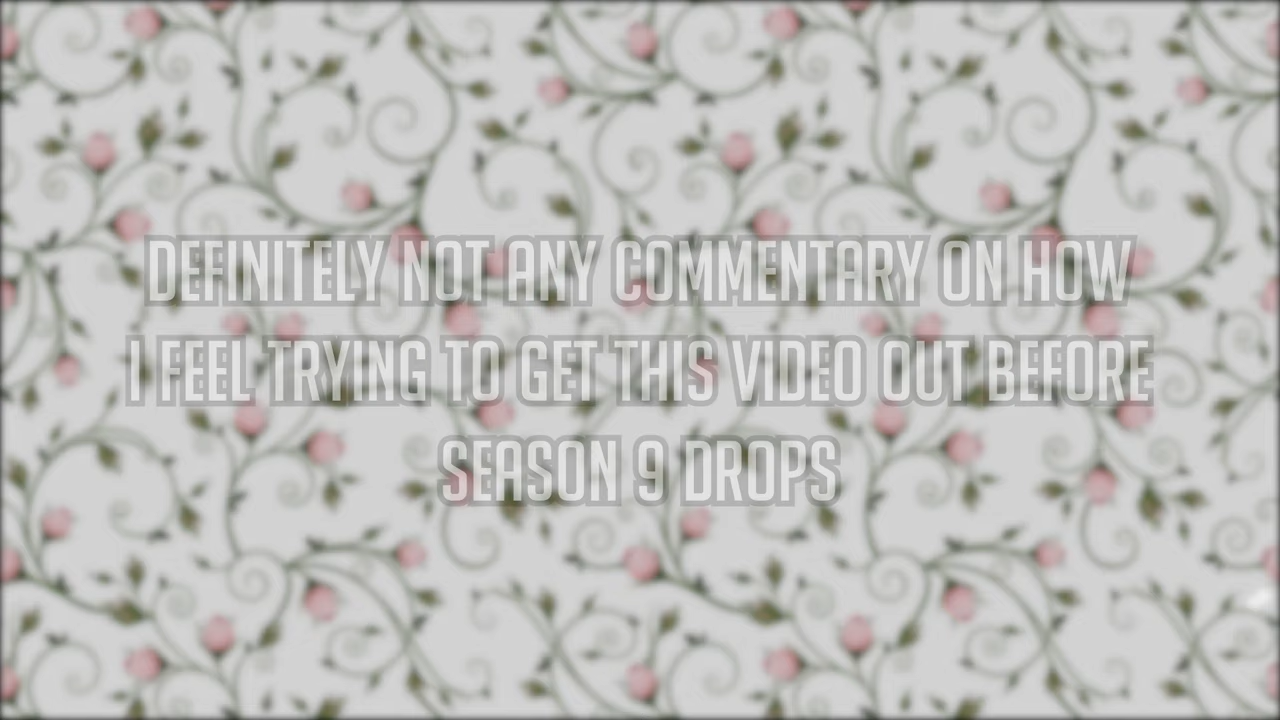 DEFINITELY NOT ANY COMMENTARY ON HOW
I FEEL TRYING TO GET THIS VIDEO OUT BEFORE
SEASON 9 DROPS